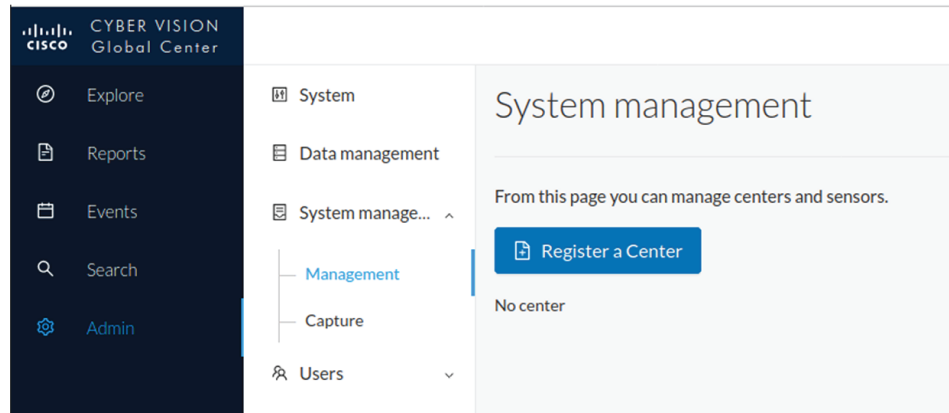 CISCO
CYBER VISION
Global Center
Explore
Reports
Events
Search
Admin
System
Data management
System manage...
Management
Capture
Users
System management
From this page you can manage centers and sensors.
Register a Center
No center